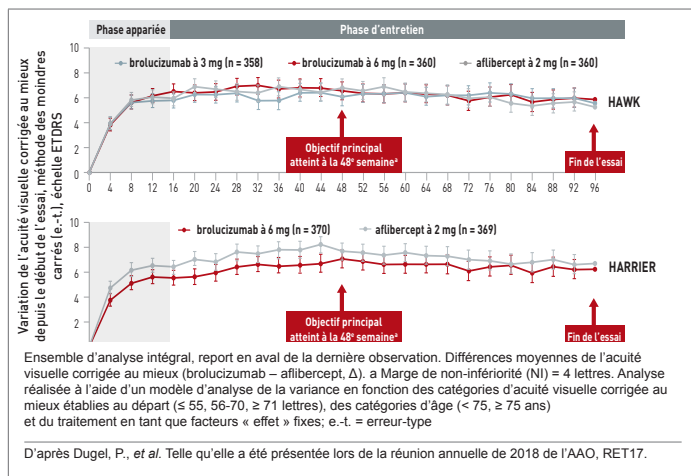 Phase appariée
Phase d'entretien
Variation de l'acuité visuelle corrigée au mieux
depuis le début de l'essai, méthode des moindres
carrés (e.-t.), échelle ETDRS
brolucizumab à 3 mg (n = 358)
brolucizumab à 6 mg (n = 360)
aflibercept à 2 mg (n = 360)
10
8
6
4
2
0
HAWK
Objectif principal
atteint à la 48e semaineª
Fin de l'essai
0 4 8 12 16 20 24 28 32 36 40 44 48 52 56 60 64 68 72 76 80 84 88 92 96
brolucizumab à 6 mg (n = 370)
aflibercept à 2 mg (n = 369)
10
8
6
4
2
HARRIER
Objectif principal
atteint à la 48e semaineª
Fin de l'essai
Ensemble d'analyse intégral, report en aval de la dernière observation. Différences moyennes de l'acuité
visuelle corrigée au mieux (brolucizumab – aflibercept, Δ). a Marge de non-infériorité (NI) = 4 lettres. Analyse
réalisée à l'aide d'un modèle d'analyse de la variance en fonction des catégories d'acuité visuelle corrigée au
mieux établies au départ (≤ 55, 56-70, ≥ 71 lettres), des catégories d'âge (< 75, ≥ 75 ans)
et du traitement en tant que facteurs « effet » fixes; e.-t. = erreur-type
D'après Dugel, P., et al. Telle qu'elle a été présentée lors de la réunion annuelle de 2018 de l'AAO, RET17.